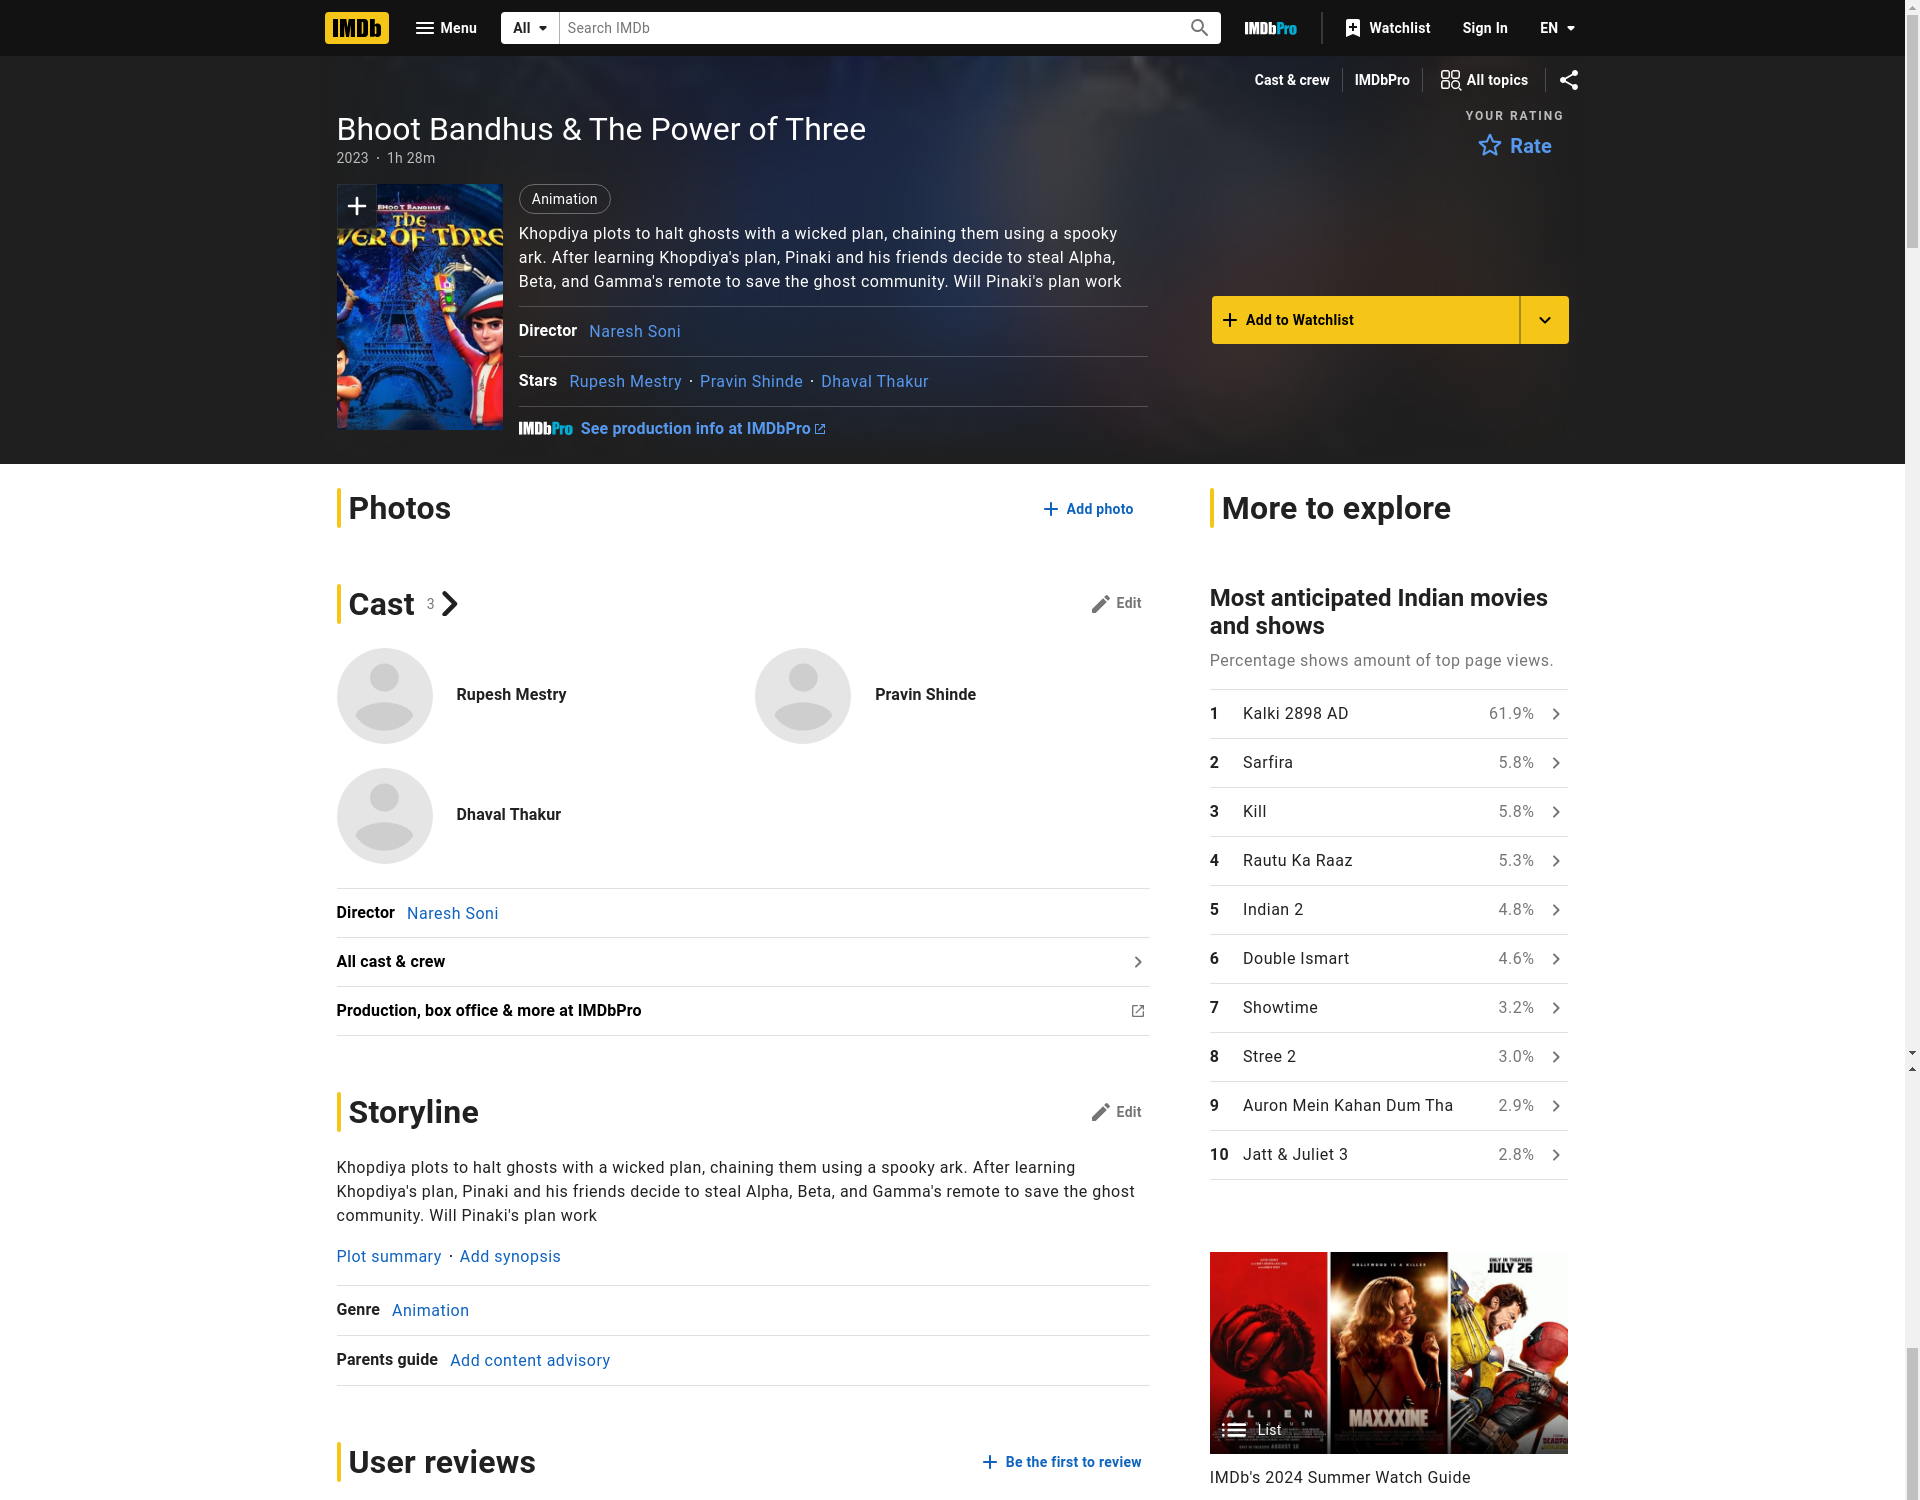 IMDb
Menu
All
Search IMDb
IMDbPro
Watchlist
Sign In
EN
Cast & crew
IMDbPro
All topics
Bhoot Bandhus & The Power of Three
2023 · 1h 28m
YOUR RATING
Rate
BHOOT BANDHUS &
THE
Animation
Khopdiya plots to halt ghosts with a wicked plan, chaining them using a spooky
ark. After learning Khopdiya's plan, Pinaki and his friends decide to steal Alpha,
Beta, and Gamma's remote to save the ghost community. Will Pinaki's plan work
Director Naresh Soni
Stars Rupesh Mestry · Pravin Shinde · Dhaval Thakur
IMDbPro See production info at IMDbPro
Add to Watchlist
Photos
Add photo
Cast 3
Edit
Rupesh Mestry
Pravin Shinde
Dhaval Thakur
Director Naresh Soni
All cast & crew
Production, box office & more at IMDbPro
Storyline
Edit
Khopdiya plots to halt ghosts with a wicked plan, chaining them using a spooky ark. After learning
Khopdiya's plan, Pinaki and his friends decide to steal Alpha, Beta, and Gamma's remote to save the ghost
community. Will Pinaki's plan work
Plot summary · Add synopsis
Genre Animation
Parents guide Add content advisory
User reviews
Be the first to review
More to explore
Most anticipated Indian movies
and shows
Percentage shows amount of top page views.
1 Kalki 2898 AD 61.9%
2 Sarfira 5.8%
3 Kill 5.8%
4 Rautu Ka Raaz 5.3%
5 Indian 2 4.8%
6 Double Ismart 4.6%
7 Showtime 3.2%
8 Stree 2 3.0%
9 Auron Mein Kahan Dum Tha 2.9%
10 Jatt & Juliet 3 2.8%
HOLLYWOOD IS A KILLER
ONLY IN THEATERS
JULY 26
ALIEN
MAXXXINE
List
IMDb's 2024 Summer Watch Guide